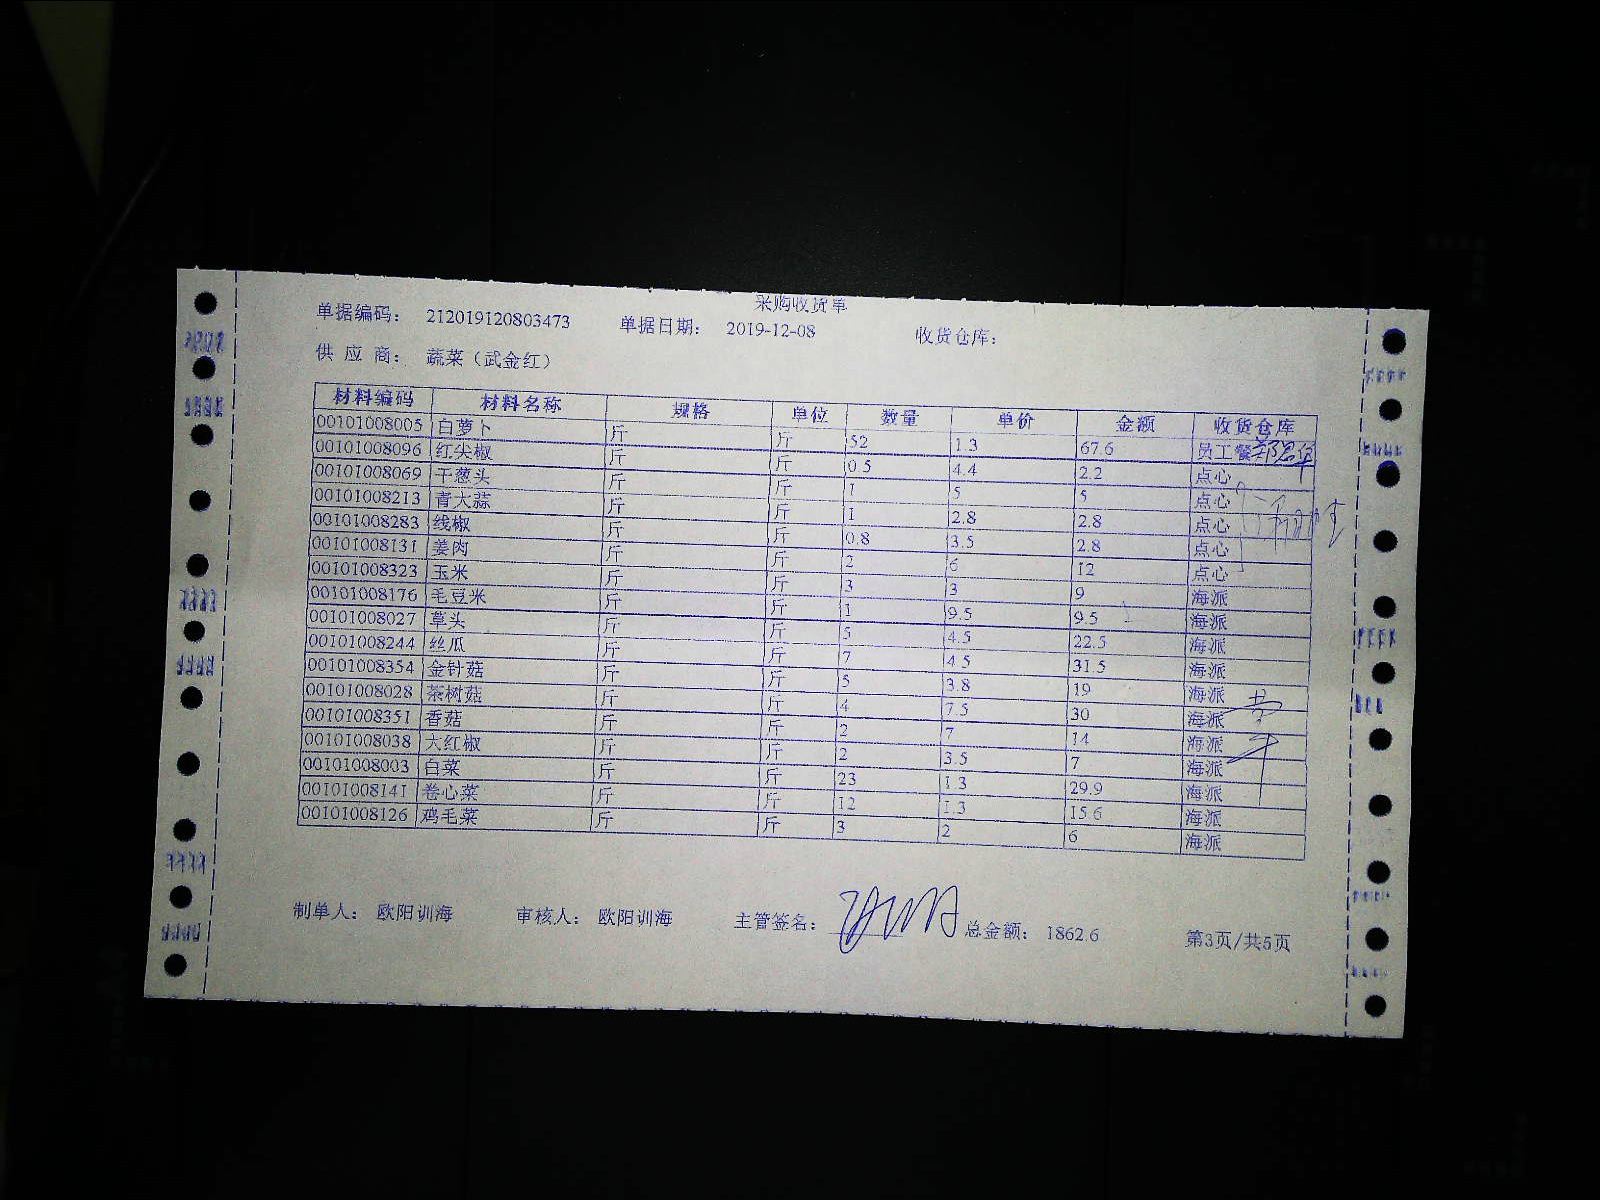 采购收货单
单据编码： 212019120803473 单据日期： 2019-12-08 收货仓库：
供 应 商： 蔬菜（武金红）
材料编码 材料名称 规格 单位 数量 单价 金额 收货仓库
00101008005 白萝卜 斤 斤 52 1.3 67.6 员工餐
00101008096 红尖椒 斤 斤 0.5 4.4 2.2 点心
00101008069 干葱头 斤 斤 1 5 5 点心
00101008213 青大蒜 斤 斤 1 2.8 2.8 点心
00101008283 线椒 斤 斤 0.8 3.5 2.8 点心
00101008131 姜肉 斤 斤 2 6 12 点心
00101008323 玉米 斤 斤 3 3 9 海派
00101008176 毛豆米 斤 斤 1 9.5 9.5 海派
00101008027 草头 斤 斤 5 4.5 22.5 海派
00101008244 丝瓜 斤 斤 7 4.5 31.5 海派
00101008354 金针菇 斤 斤 5 3.8 19 海派
00101008028 茶树菇 斤 斤 4 7.5 30 海派
00101008351 香菇 斤 斤 2 7 14 海派
00101008038 大红椒 斤 斤 2 3.5 7 海派
00101008003 白菜 斤 斤 23 1.3 29.9 海派
00101008141 卷心菜 斤 斤 12 1.3 15.6 海派
00101008126 鸡毛菜 斤 斤 3 2 6 海派
制单人： 欧阳训海 审核人： 欧阳训海 主管签名： 总金额： 1862.6 第3页/共5页